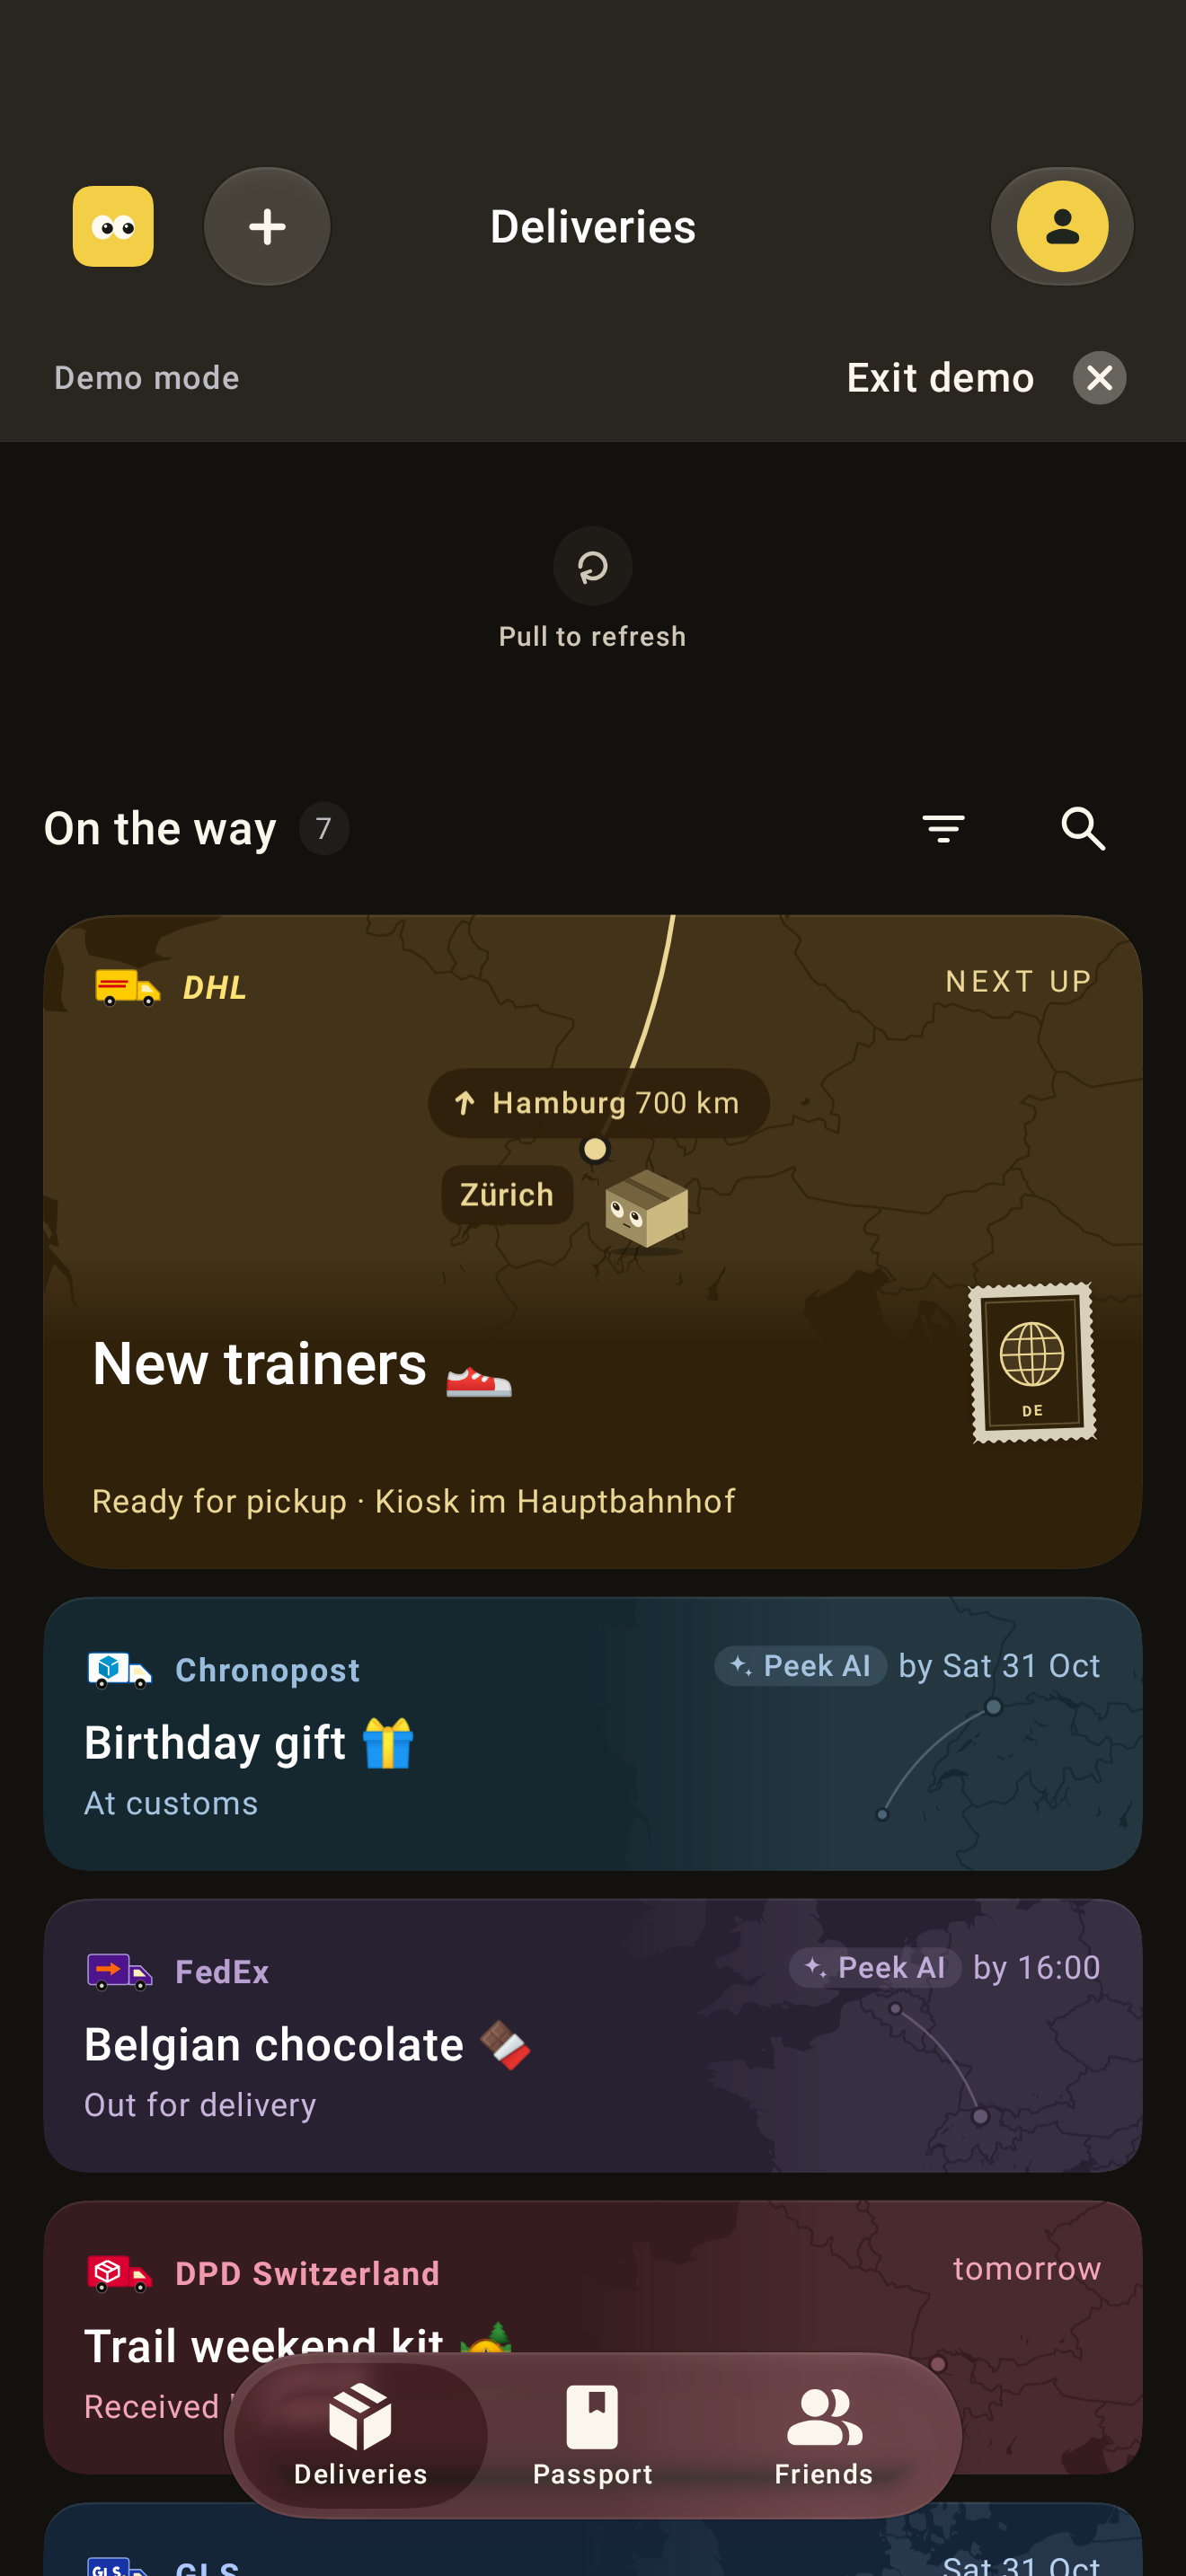 Deliveries
Demo mode
Exit demo
Pull to refresh
On the way 7
DHL
NEXT UP
Hamburg 700 km
Zürich
New trainers
DE
Ready for pickup · Kiosk im Hauptbahnhof
Chronopost
Peek AI by Sat 31 Oct
Birthday gift
At customs
FedEx
Peek AI by 16:00
Belgian chocolate
Out for delivery
DPD Switzerland
tomorrow
Trail weekend kit
Received
Deliveries
Passport
Friends
GLS
GLS
Sat 31 Oct